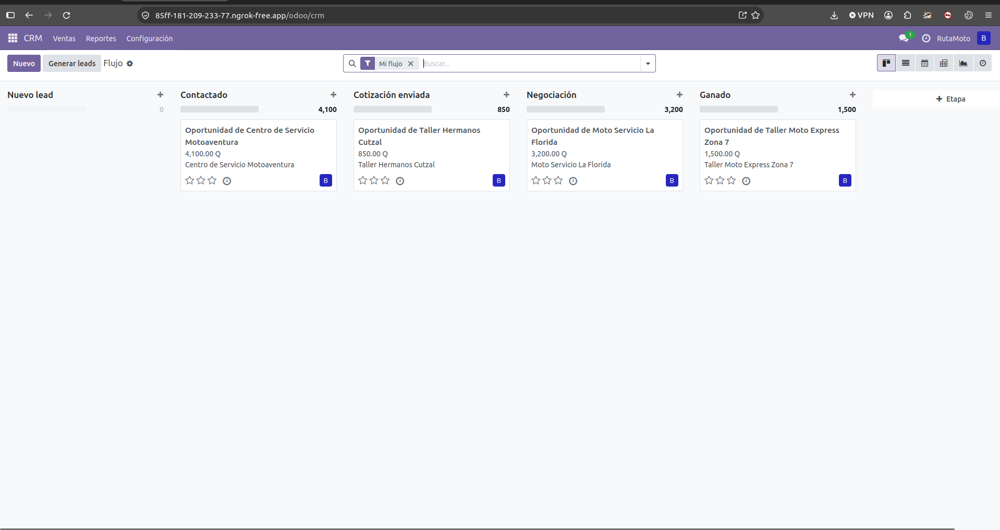 85ff-181-209-233-77.ngrok-free.app/odoo/crm
VPN
CRM Ventas Reportes Configuración
1
RutaMoto B
Nuevo Generar leads Flujo
Mi flujo Buscar...
Nuevo lead
0
Contactado
4,100
Oportunidad de Centro de Servicio
Motoaventura
4,100.00 Q
Centro de Servicio Motoaventura
B
Cotización enviada
850
Oportunidad de Taller Hermanos
Cutzal
850.00 Q
Taller Hermanos Cutzal
B
Negociación
3,200
Oportunidad de Moto Servicio La
Florida
3,200.00 Q
Moto Servicio La Florida
B
Ganado
1,500
Oportunidad de Taller Moto Express
Zona 7
1,500.00 Q
Taller Moto Express Zona 7
B
Etapa